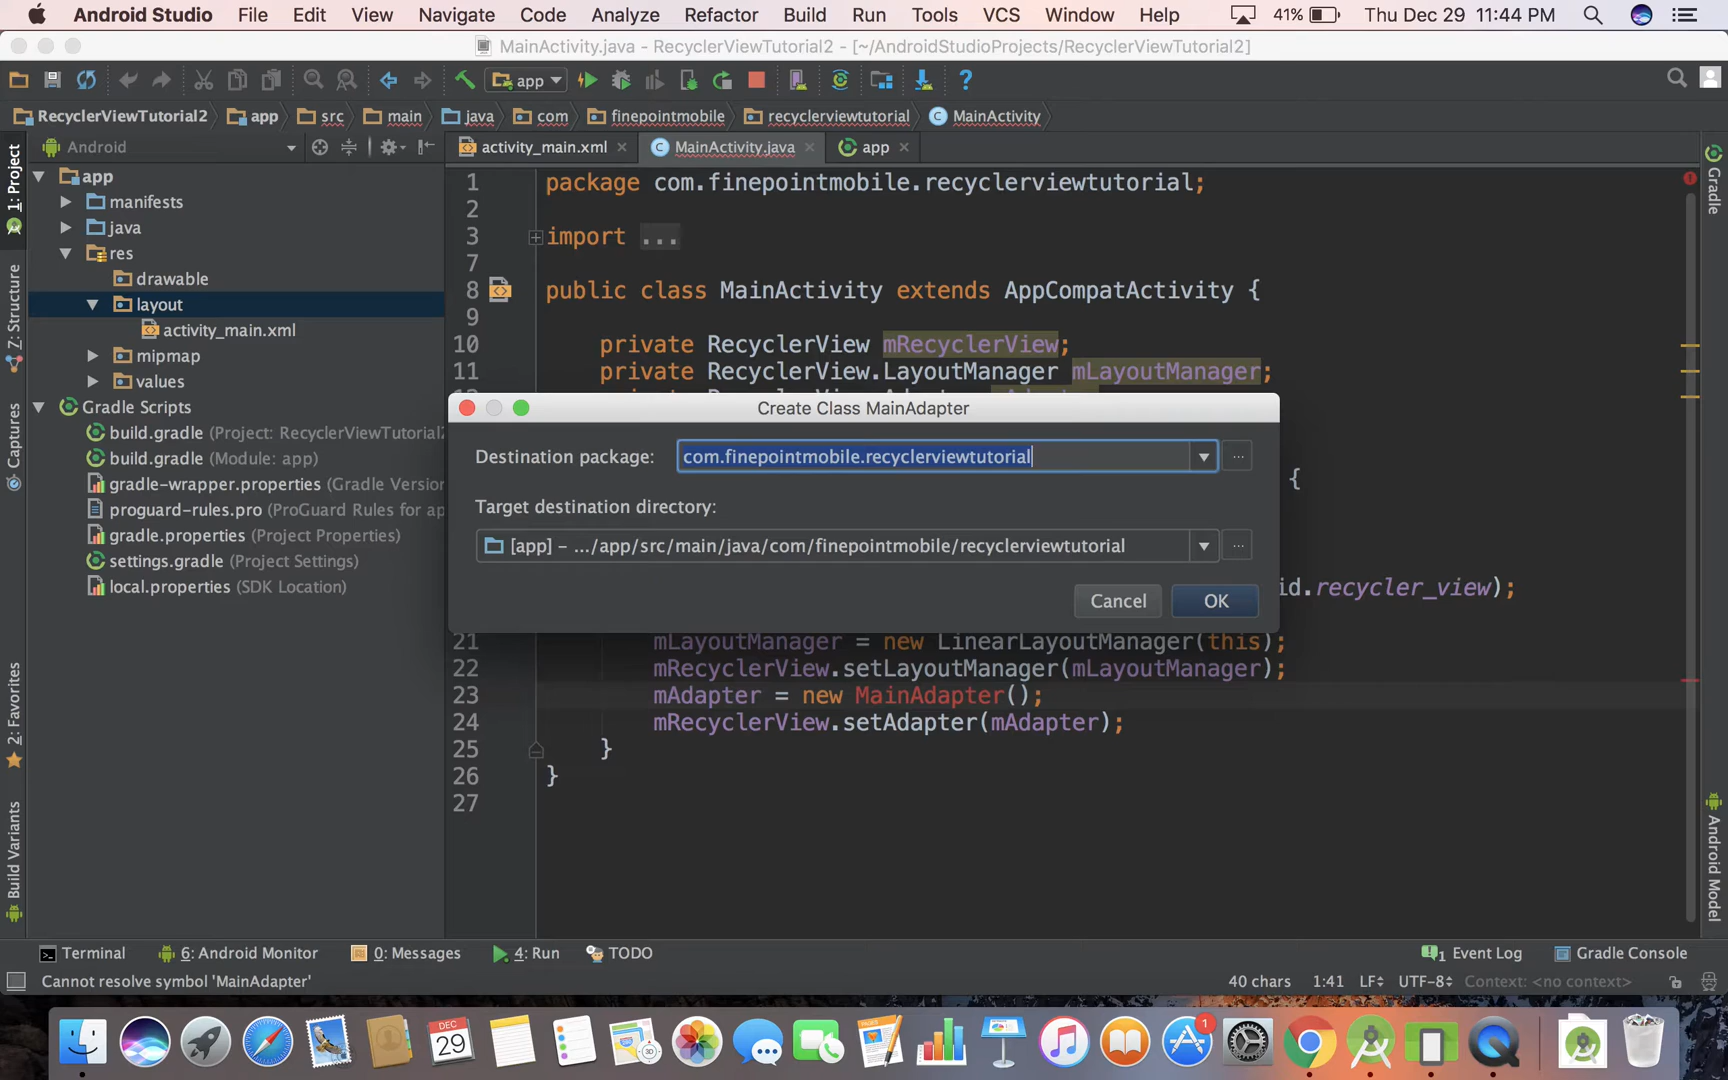 Android Studio File Edit View Navigate Code Analyze Refactor Build Run Tools VCS Window Help 41% Thu Dec 29 11:44 PM
MainActivity.java - RecyclerViewTutorial2 - [~/AndroidStudioProjects/RecyclerViewTutorial2]
app
RecyclerViewTutorial2 app src main java com finepointmobile recyclerviewtutorial MainActivity
Android
activity_main.xml MainActivity.java app
1: Project
Z: Structure
Captures
2: Favorites
Build Variants
app
manifests
java
res
drawable
layout
activity_main.xml
mipmap
values
Gradle Scripts
build.gradle (Project: RecyclerViewTutorial2
build.gradle (Module: app)
gradle-wrapper.properties (Gradle Version
proguard-rules.pro (ProGuard Rules for ap
gradle.properties (Project Properties)
settings.gradle (Project Settings)
local.properties (SDK Location)
1 package com.finepointmobile.recyclerviewtutorial;
2
3 import ...
7
8 public class MainActivity extends AppCompatActivity {
9
10 private RecyclerView mRecyclerView;
11 private RecyclerView.LayoutManager mLayoutManager;
Create Class MainAdapter
Destination package: com.finepointmobile.recyclerviewtutorial ...
{
Target destination directory:
[app] – .../app/src/main/java/com/finepointmobile/recyclerviewtutorial ...
id.recycler_view);
Cancel OK
21 mLayoutManager = new LinearLayoutManager(this);
22 mRecyclerView.setLayoutManager(mLayoutManager);
23 mAdapter = new MainAdapter();
24 mRecyclerView.setAdapter(mAdapter);
25 }
26 }
27
Gradle
Android Model
Terminal 6: Android Monitor 0: Messages 4: Run TODO 1 Event Log Gradle Console
Cannot resolve symbol 'MainAdapter' 40 chars 1:41 LF UTF-8 Context: <no context>
DEC
29
3D
1